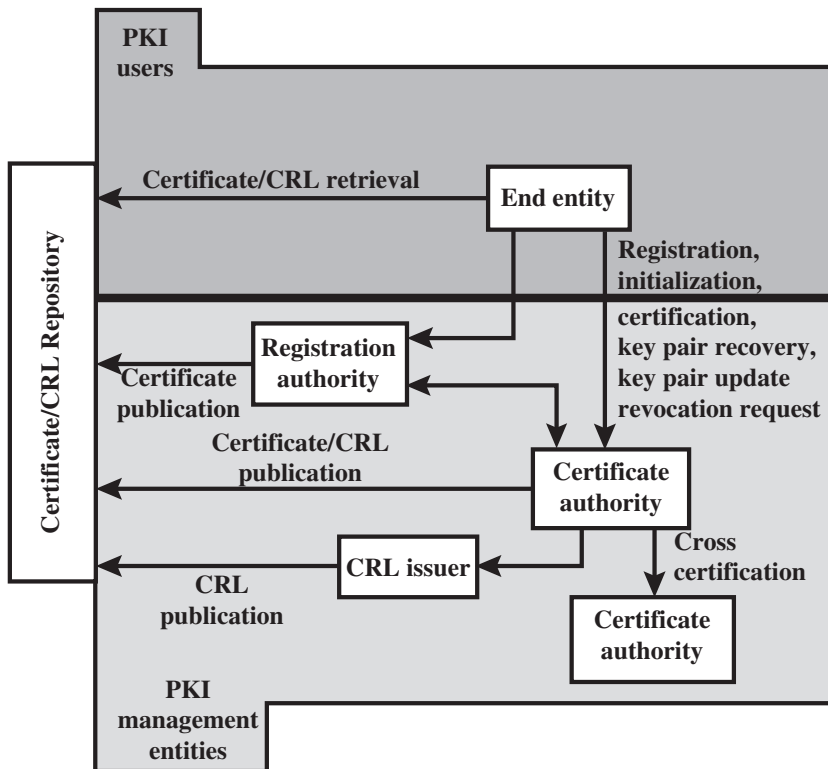 PKI
users
Certificate/CRL retrieval
End entity
Registration,
initialization,
certification,
key pair recovery,
key pair update
revocation request
Certificate/CRL Repository
Registration
authority
Certificate
publication
Certificate/CRL
publication
Certificate
authority
CRL issuer
CRL
publication
Cross
certification
Certificate
authority
PKI
management
entities